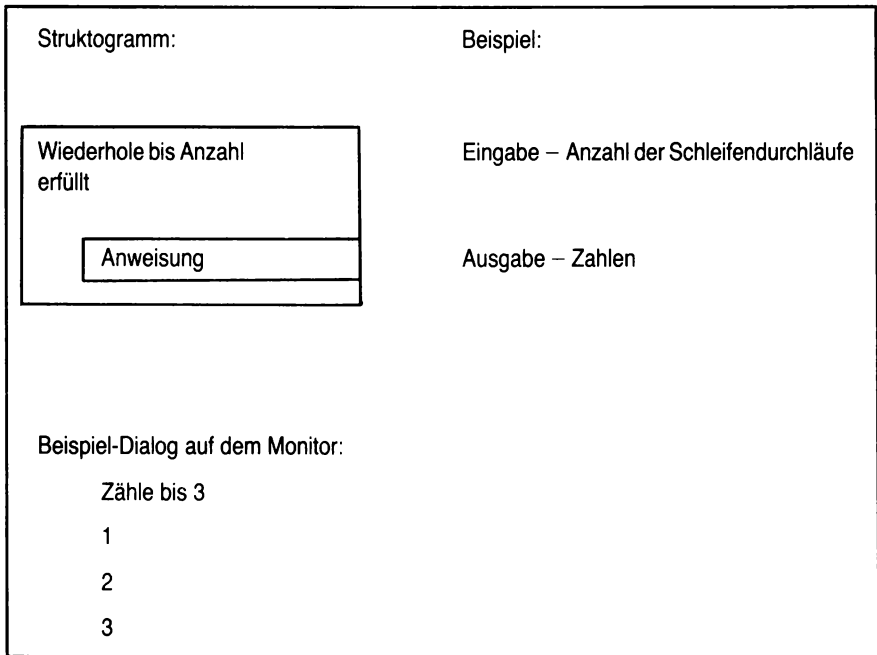 Struktogramm:
Beispiel:
Wiederhole bis Anzahl
erfüllt
Eingabe – Anzahl der Schleifendurchläufe
Anweisung
Ausgabe – Zahlen
Beispiel-Dialog auf dem Monitor:
Zähle bis 3
1
2
3